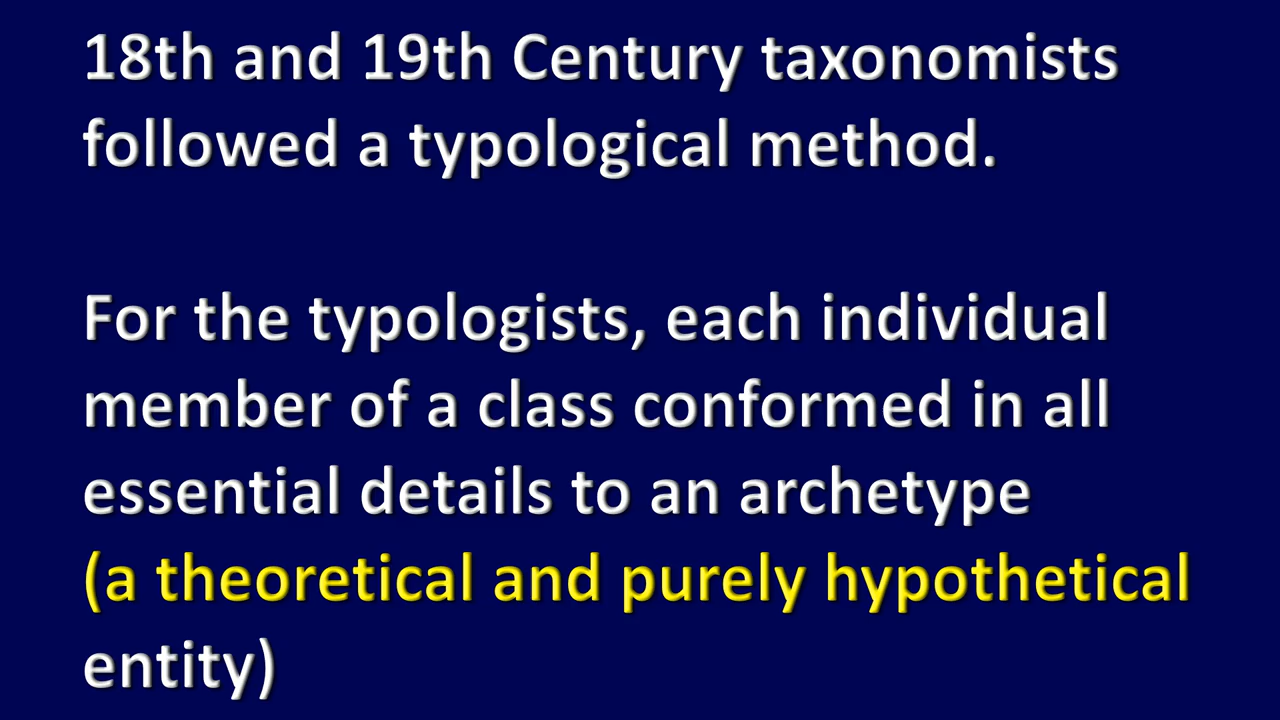 18th and 19th Century taxonomists
followed a typological method.
For the typologists, each individual
member of a class conformed in all
essential details to an archetype
(a theoretical and purely hypothetical
entity)